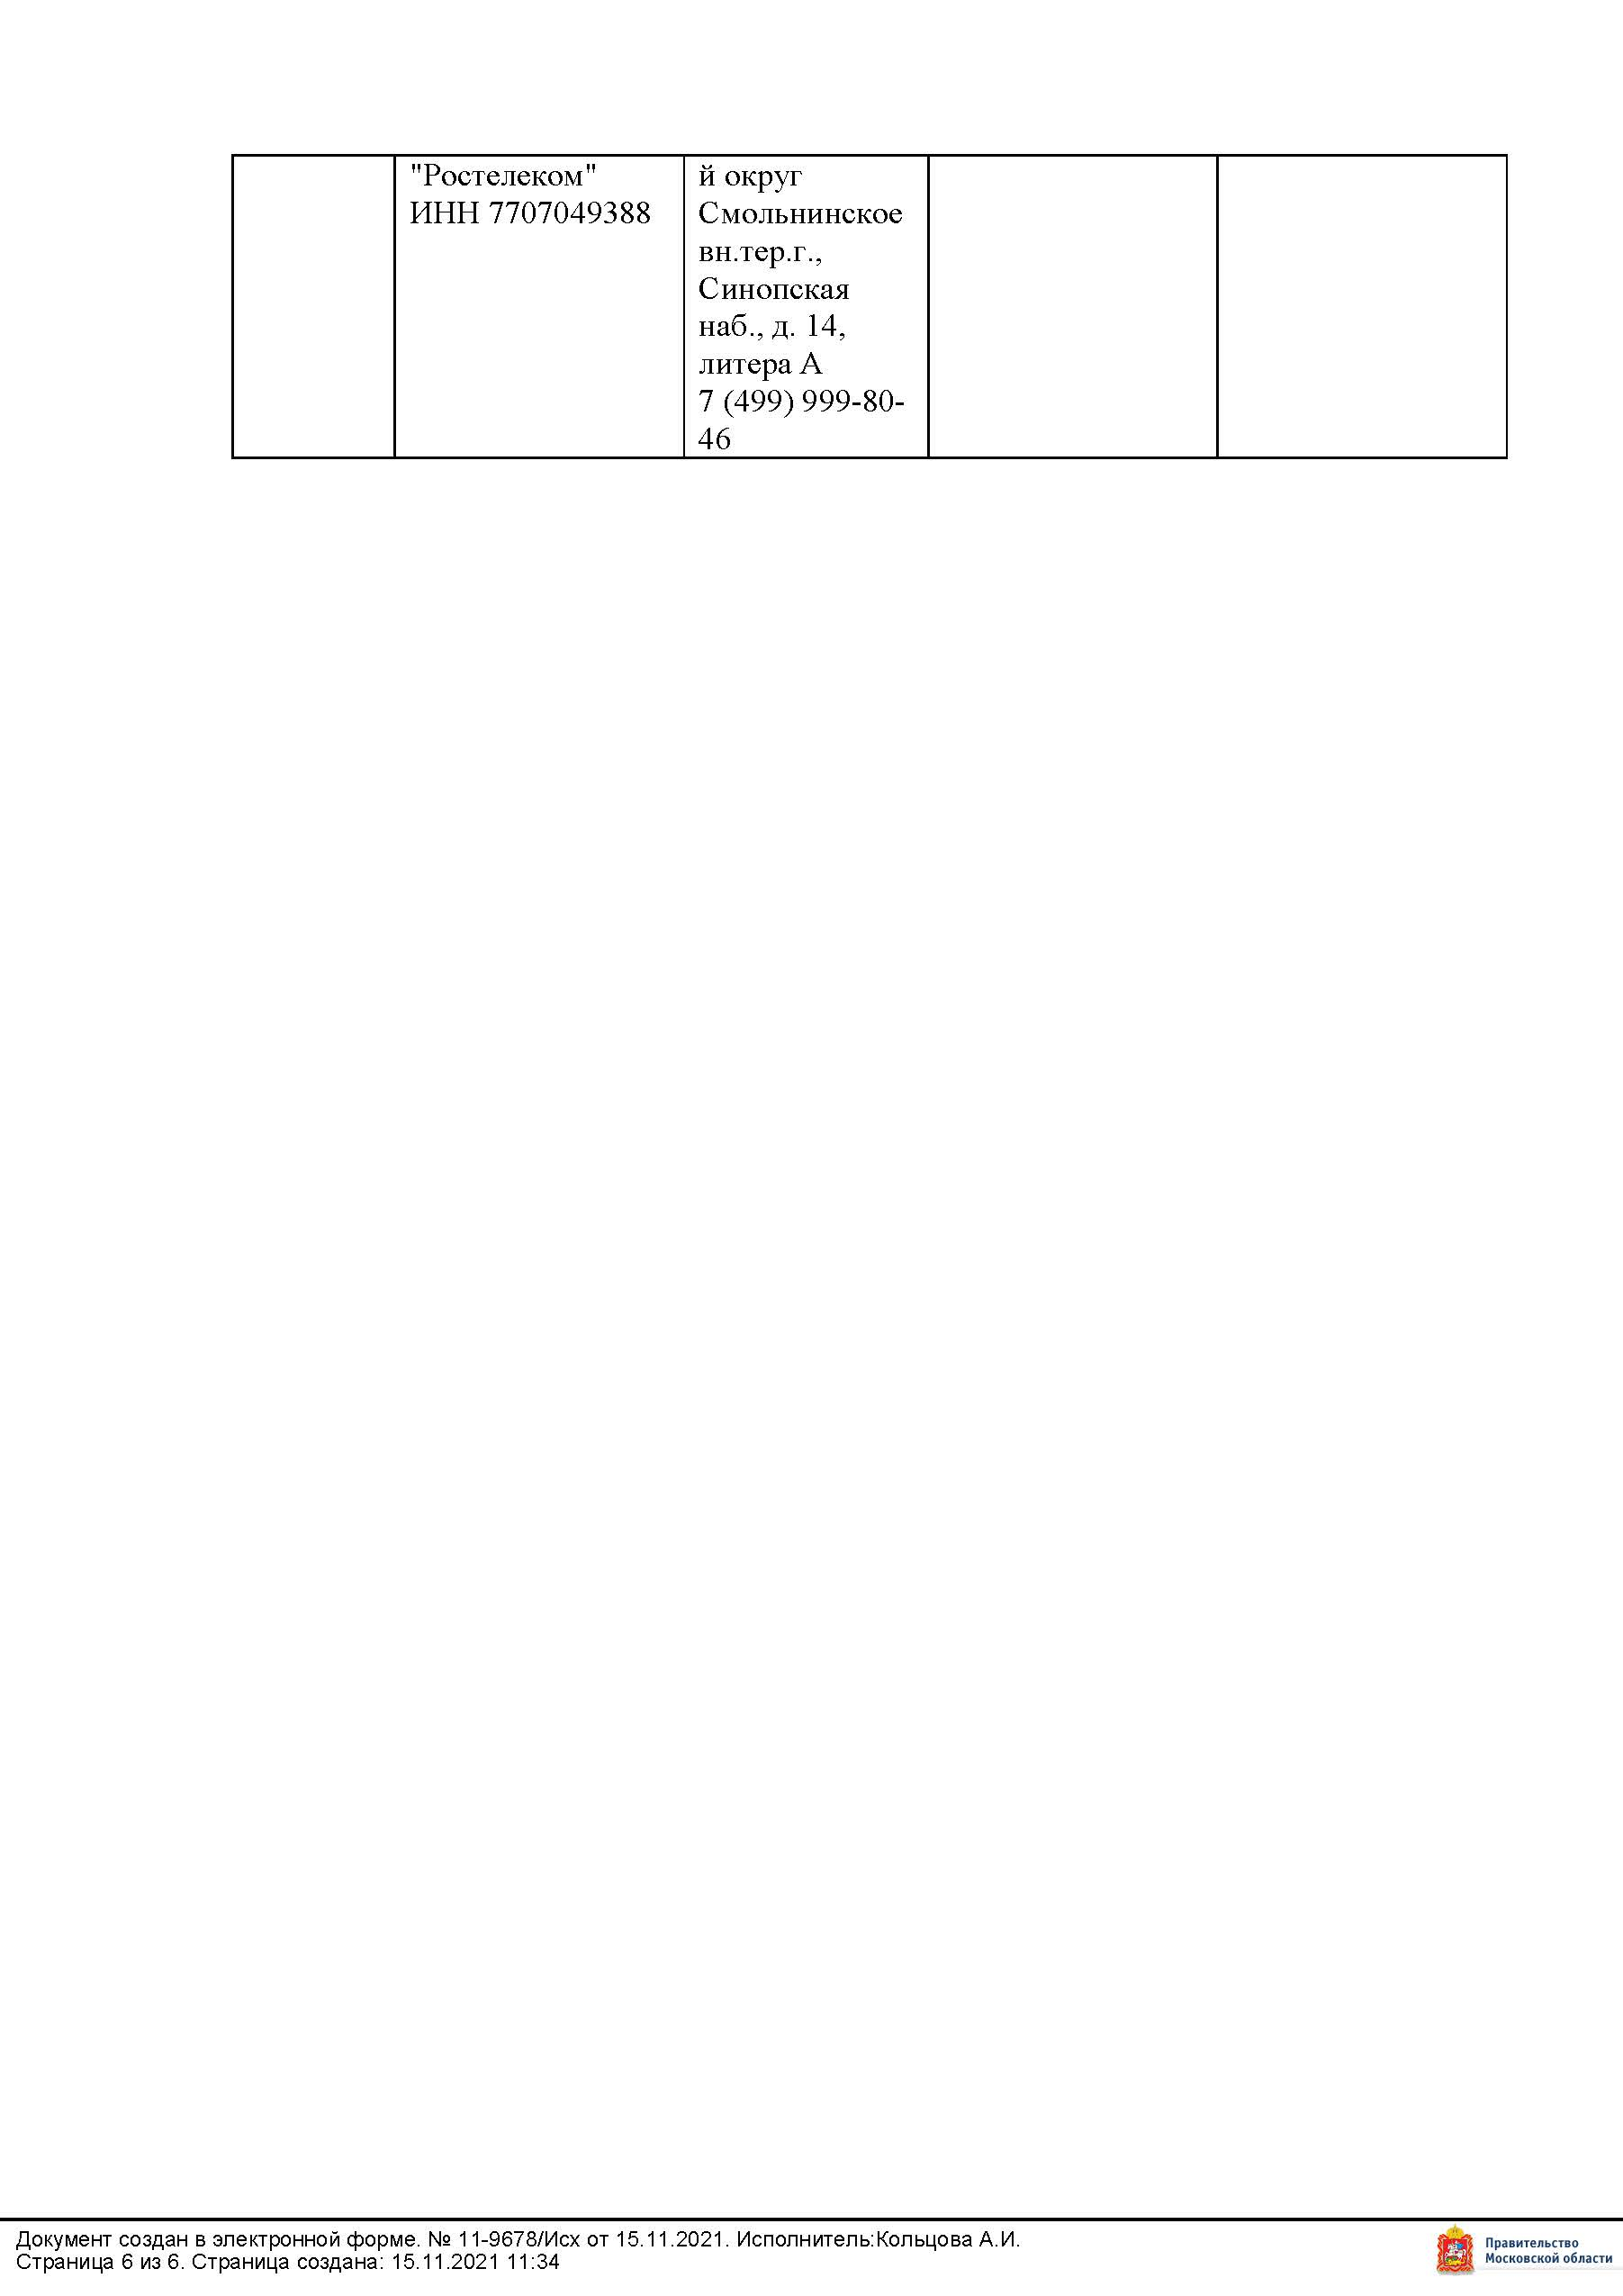 "Ростелеком"
ИНН 7707049388
й округ
Смольнинское
вн.тер.г.,
Синопская
наб., д. 14,
литера А
7 (499) 999-80-
46
Документ создан в электронной форме. № 11-9678/Исх от 15.11.2021. Исполнитель:Кольцова А.И.
Страница 6 из 6. Страница создана: 15.11.2021 11:34
Правительство
Московской области